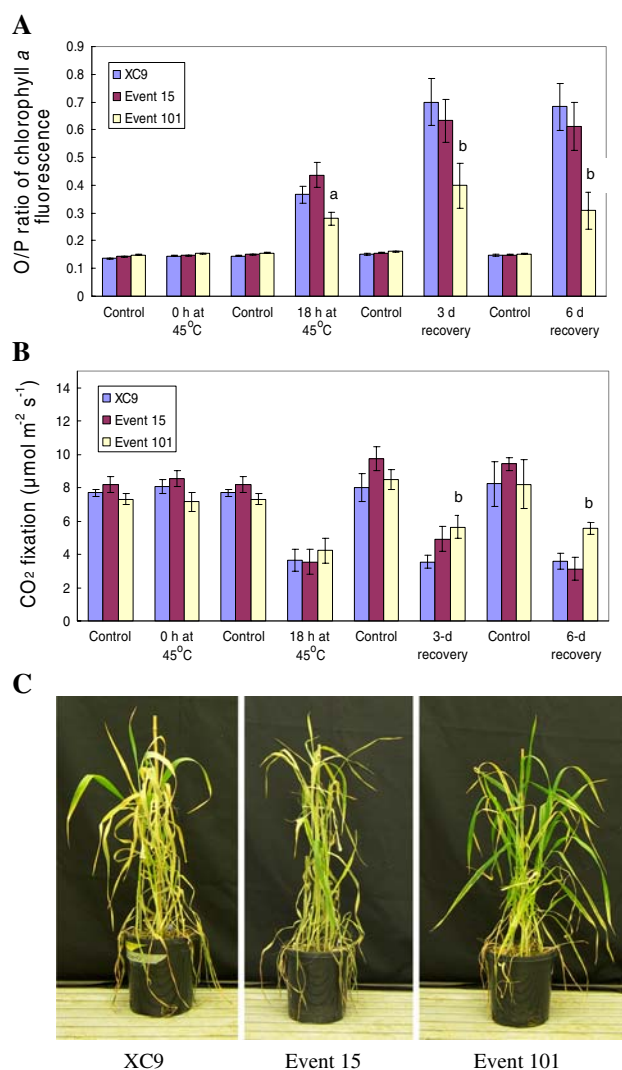 A
O/P ratio of chlorophyll a
fluorescence
0.9
0.8
0.7
0.6
0.5
0.4
0.3
0.2
0.1
0
XC9
Event 15
Event 101
a
b
b
Control
0 h at
45°C
Control
18 h at
45°C
Control
3 d
recovery
Control
6 d
recovery
B
CO2 fixation (µmol m⁻² s⁻¹)
14
12
10
8
6
4
2
0
XC9
Event 15
Event 101
b
b
Control
0 h at
45°C
Control
18 h at
45°C
Control
3-d
recovery
Control
6-d
recovery
C
XC9 Event 15 Event 101